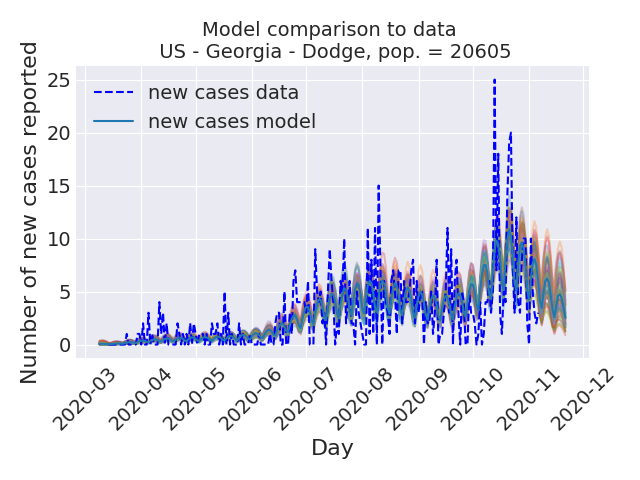 Model comparison to data
US - Georgia - Dodge, pop. = 20605
Number of new cases reported
25
20
15
10
5
0
new cases data
new cases model
2020-03
2020-04
2020-05
2020-06
2020-07
2020-08
2020-09
2020-10
2020-11
2020-12
Day